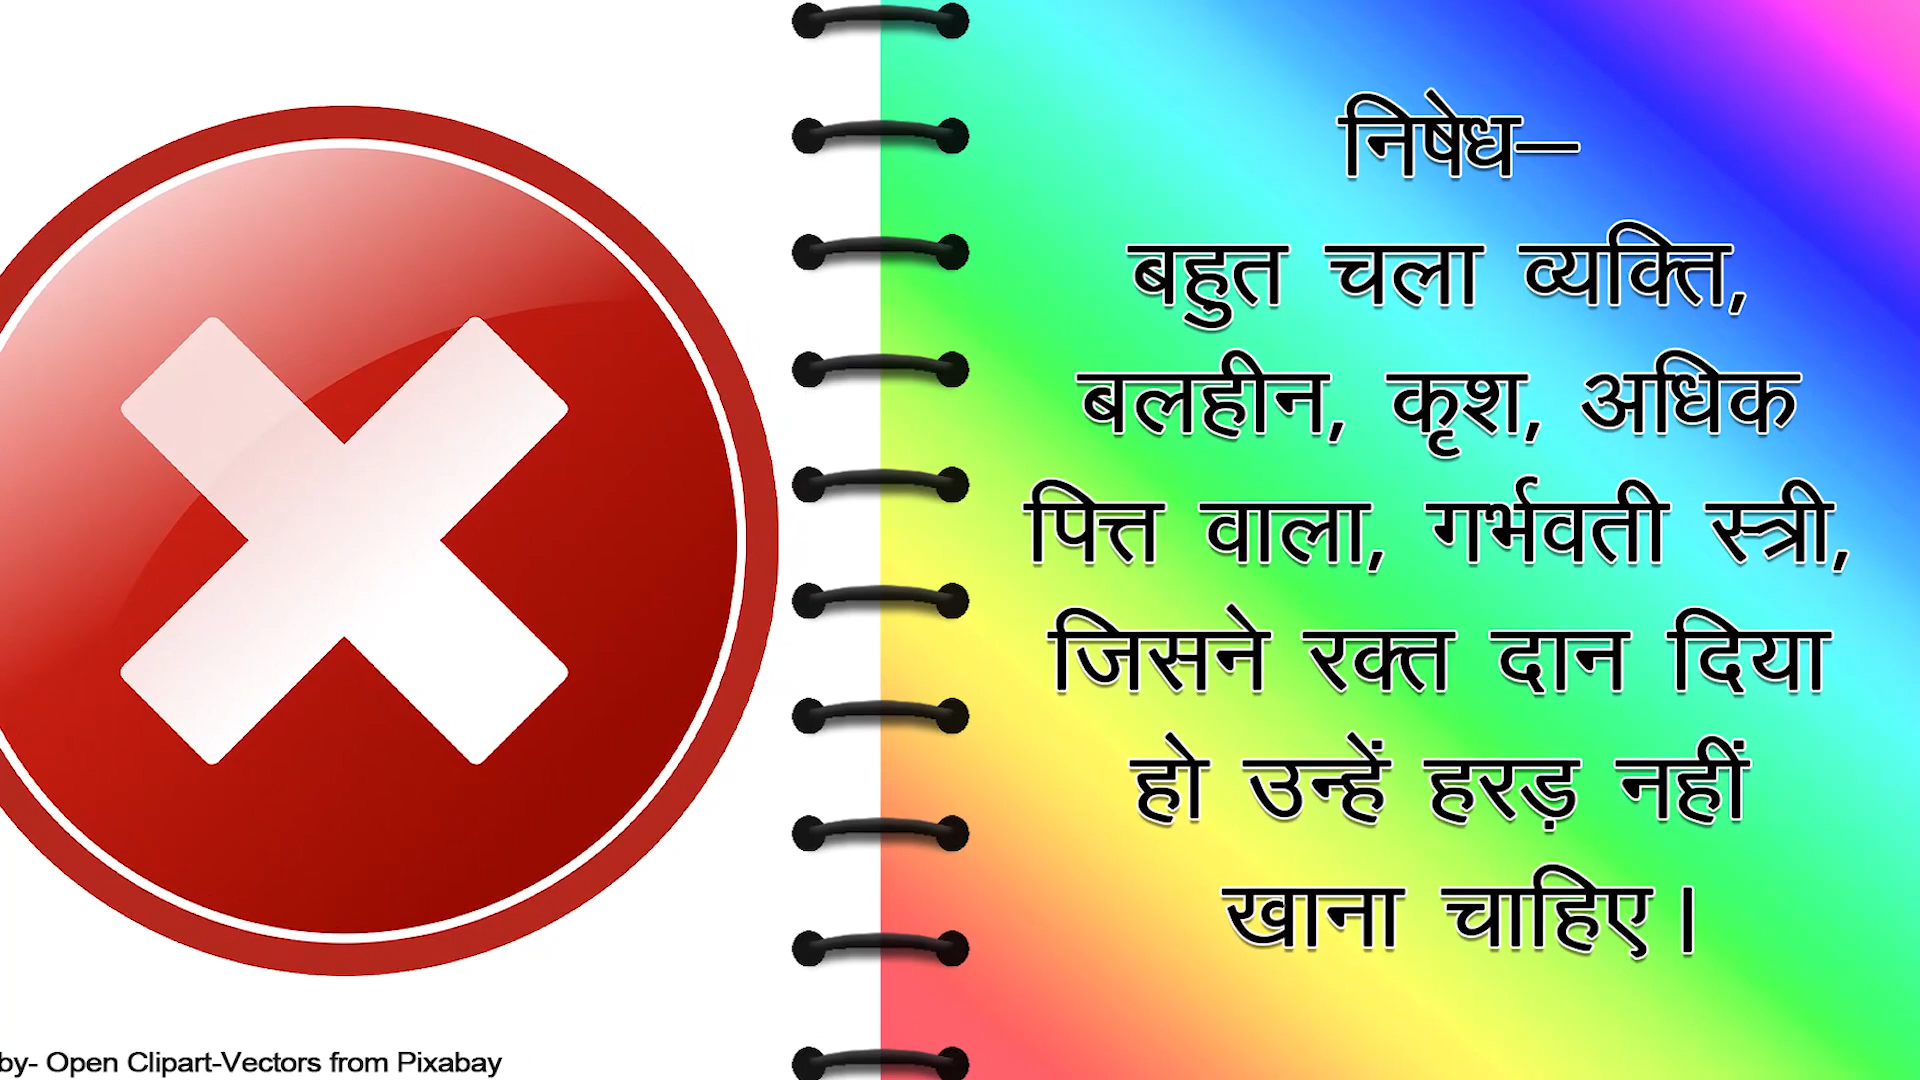 निषेध–
बहुत चला व्यक्ति,
बलहीन, कृश, अधिक
पित्त वाला, गर्भवती स्त्री,
जिसने रक्त दान दिया
हो उन्हें हरड़ नहीं
खाना चाहिए।
by- Open Clipart-Vectors from Pixabay